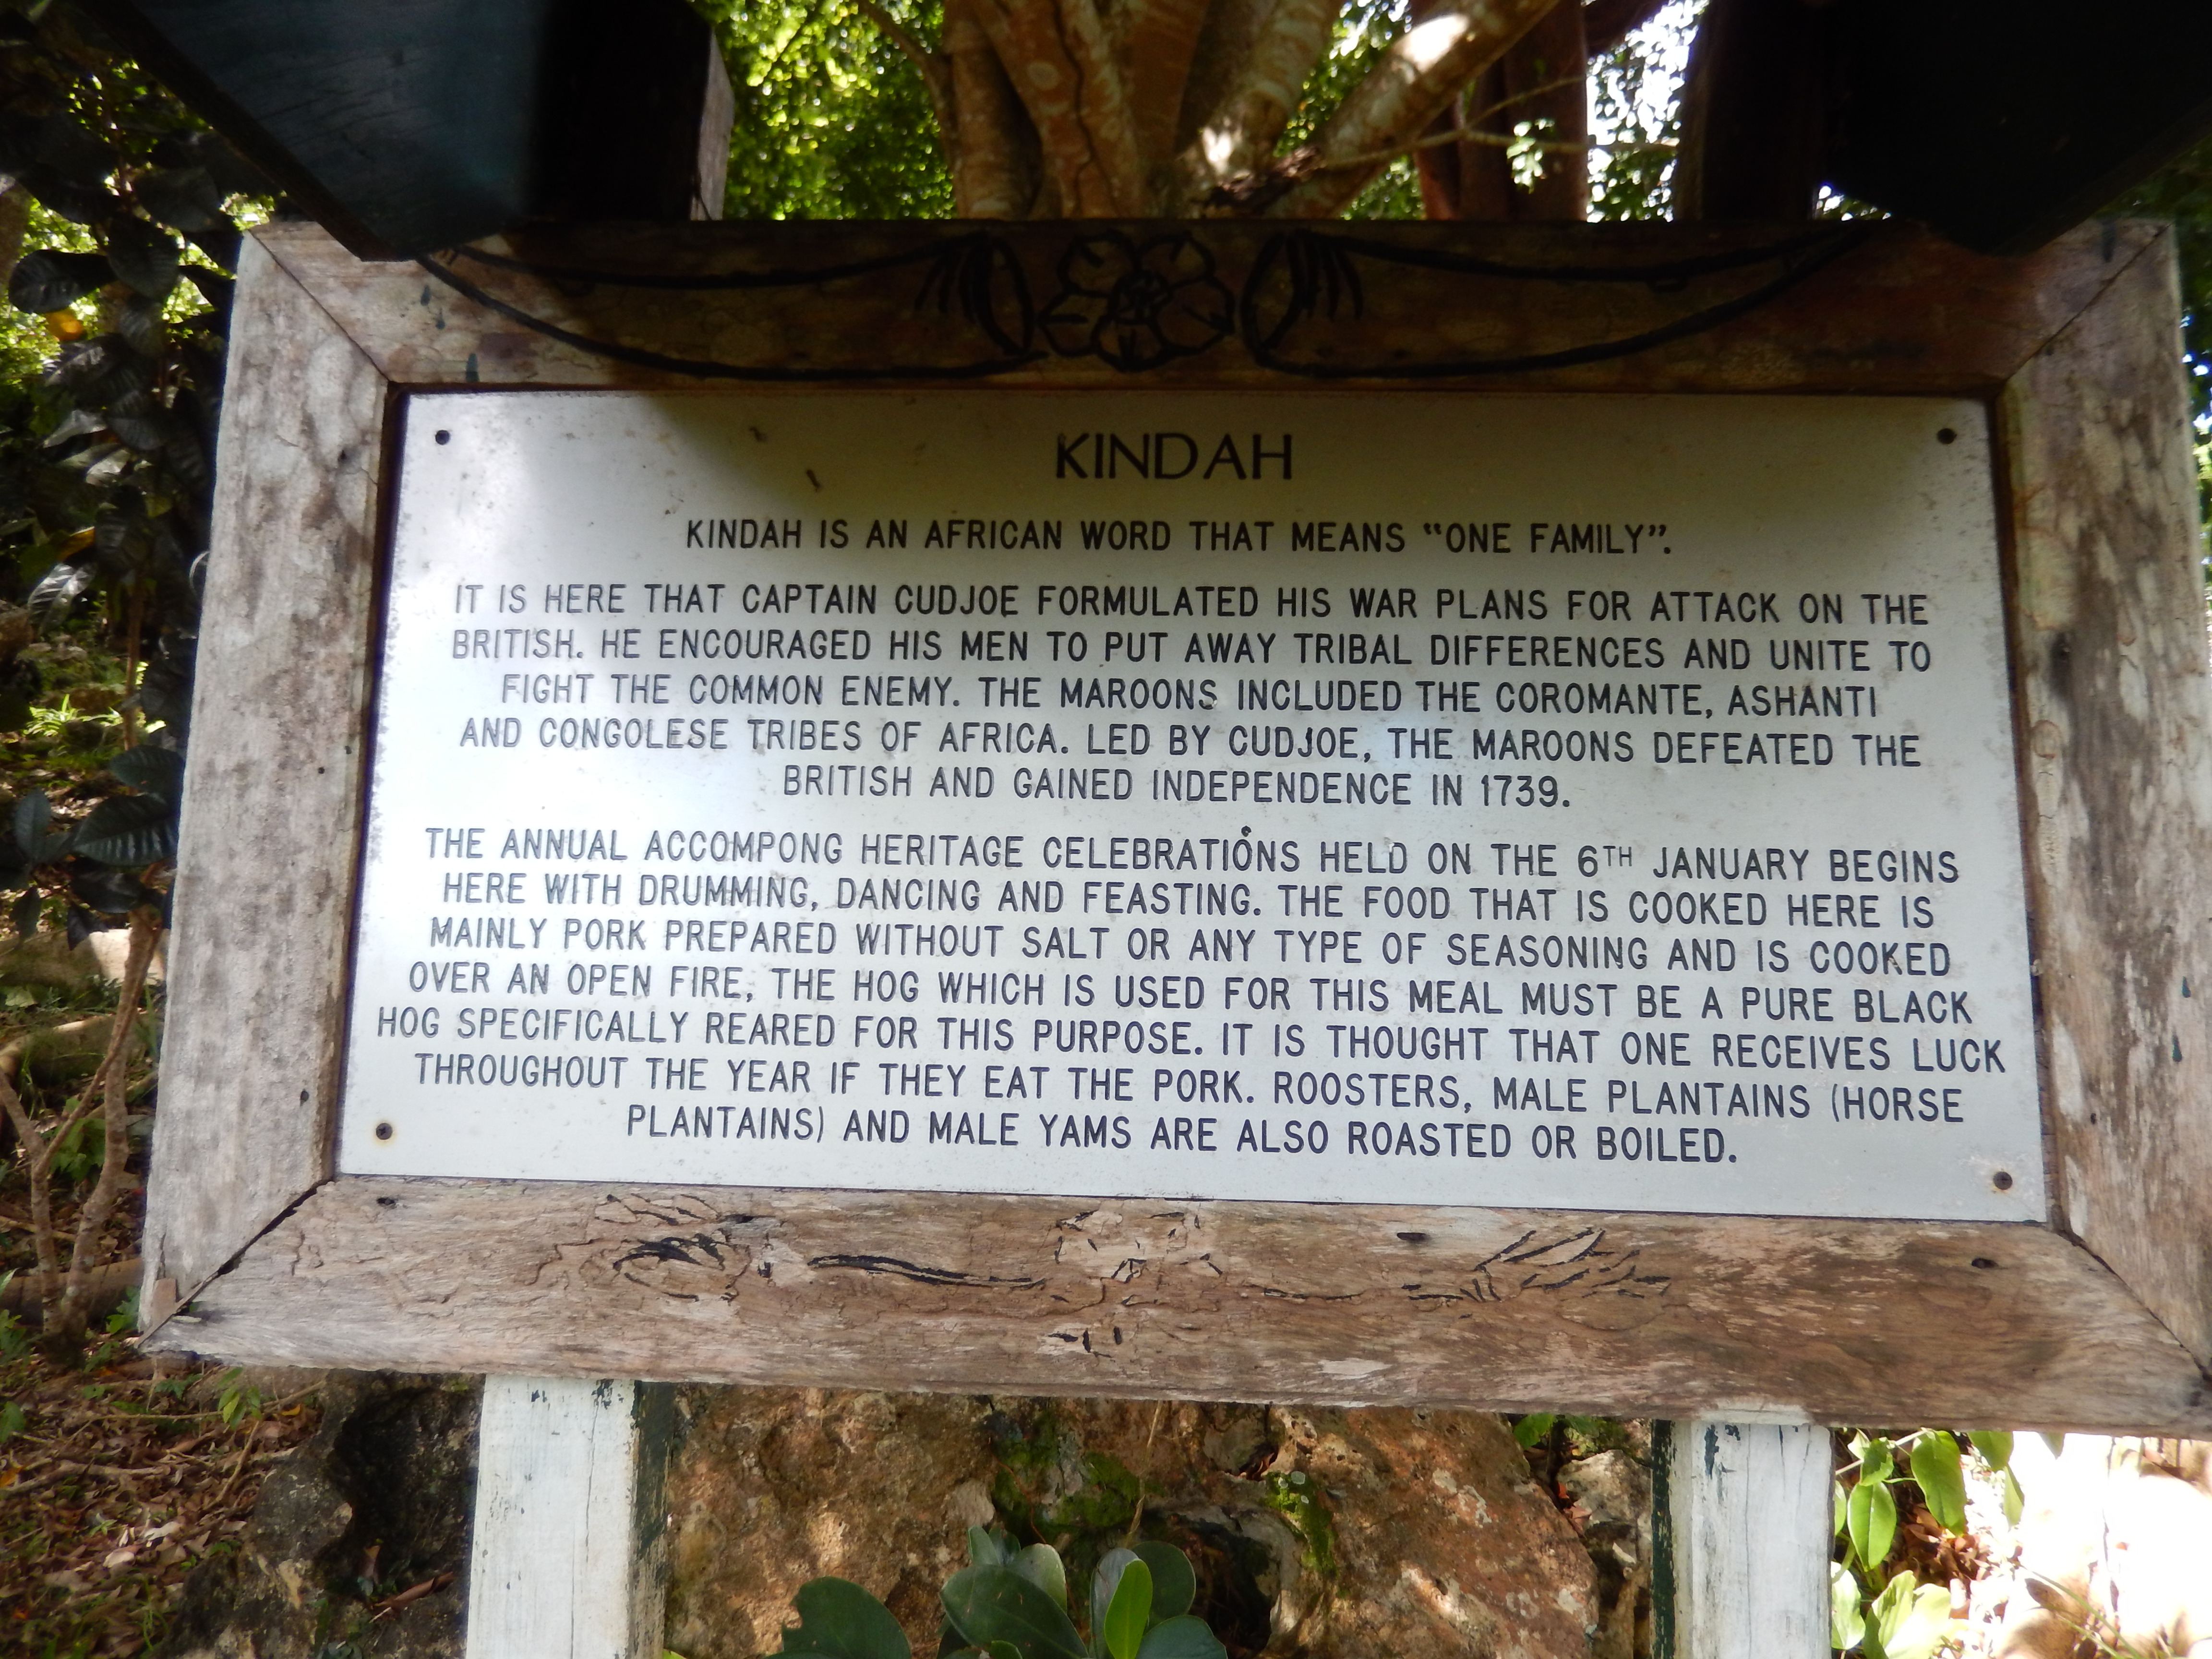 KINDAH
KINDAH IS AN AFRICAN WORD THAT MEANS “ONE FAMILY”.
IT IS HERE THAT CAPTAIN CUDJOE FORMULATED HIS WAR PLANS FOR ATTACK ON THE
BRITISH. HE ENCOURAGED HIS MEN TO PUT AWAY TRIBAL DIFFERENCES AND UNITE TO
FIGHT THE COMMON ENEMY. THE MAROONS INCLUDED THE COROMANTE, ASHANTI
AND CONGOLESE TRIBES OF AFRICA. LED BY CUDJOE, THE MAROONS DEFEATED THE
BRITISH AND GAINED INDEPENDENCE IN 1739.
THE ANNUAL ACCOMPONG HERITAGE CELEBRATIONS HELD ON THE 6TH JANUARY BEGINS
HERE WITH DRUMMING, DANCING AND FEASTING. THE FOOD THAT IS COOKED HERE IS
MAINLY PORK PREPARED WITHOUT SALT OR ANY TYPE OF SEASONING AND IS COOKED
OVER AN OPEN FIRE, THE HOG WHICH IS USED FOR THIS MEAL MUST BE A PURE BLACK
HOG SPECIFICALLY REARED FOR THIS PURPOSE. IT IS THOUGHT THAT ONE RECEIVES LUCK
THROUGHOUT THE YEAR IF THEY EAT THE PORK. ROOSTERS, MALE PLANTAINS (HORSE
PLANTAINS) AND MALE YAMS ARE ALSO ROASTED OR BOILED.